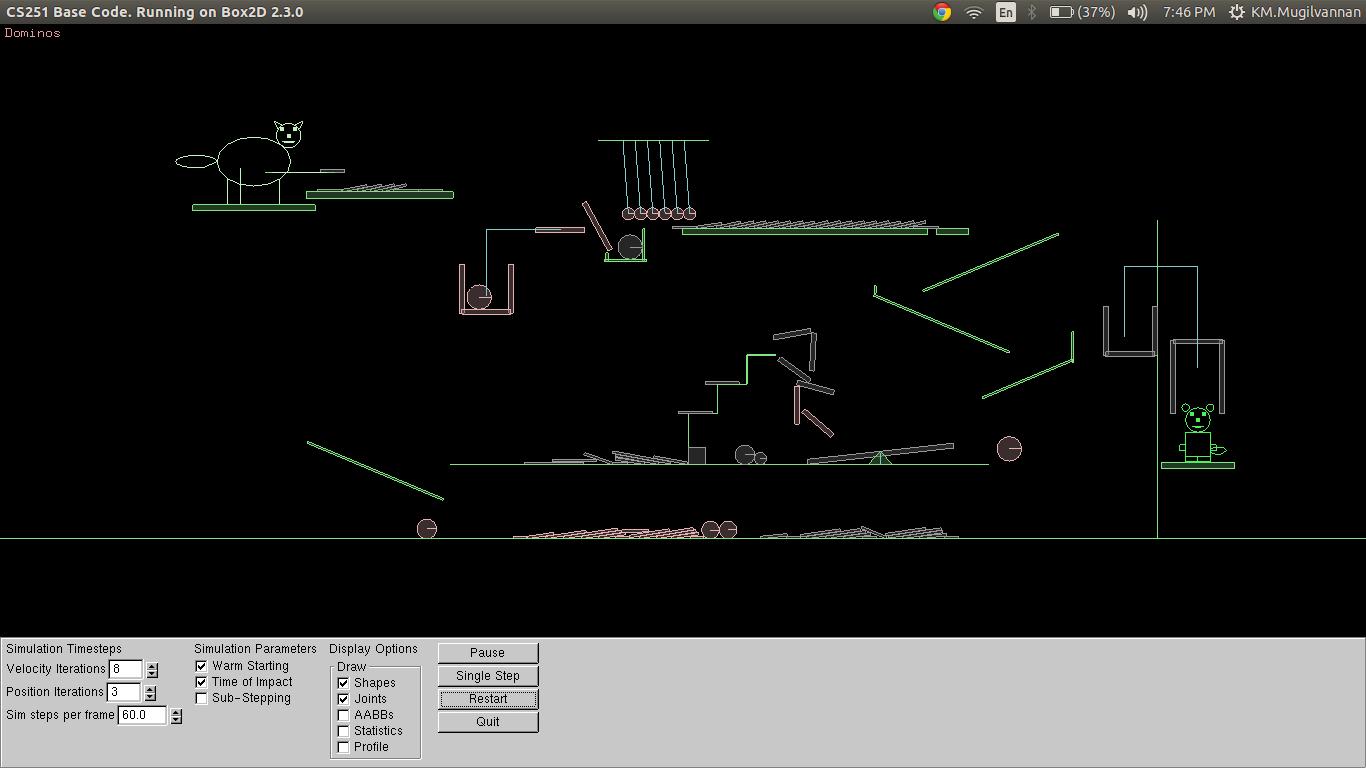 CS251 Base Code. Running on Box2D 2.3.0
En (37%) 7:46 PM KM.Mugilvannan
Dominos
Simulation Timesteps
Velocity Iterations 8
Position Iterations 3
Sim steps per frame 60.0
Simulation Parameters
Warm Starting
Time of Impact
Sub-Stepping
Display Options
Draw
Shapes
Joints
AABBs
Statistics
Profile
Pause
Single Step
Restart
Quit